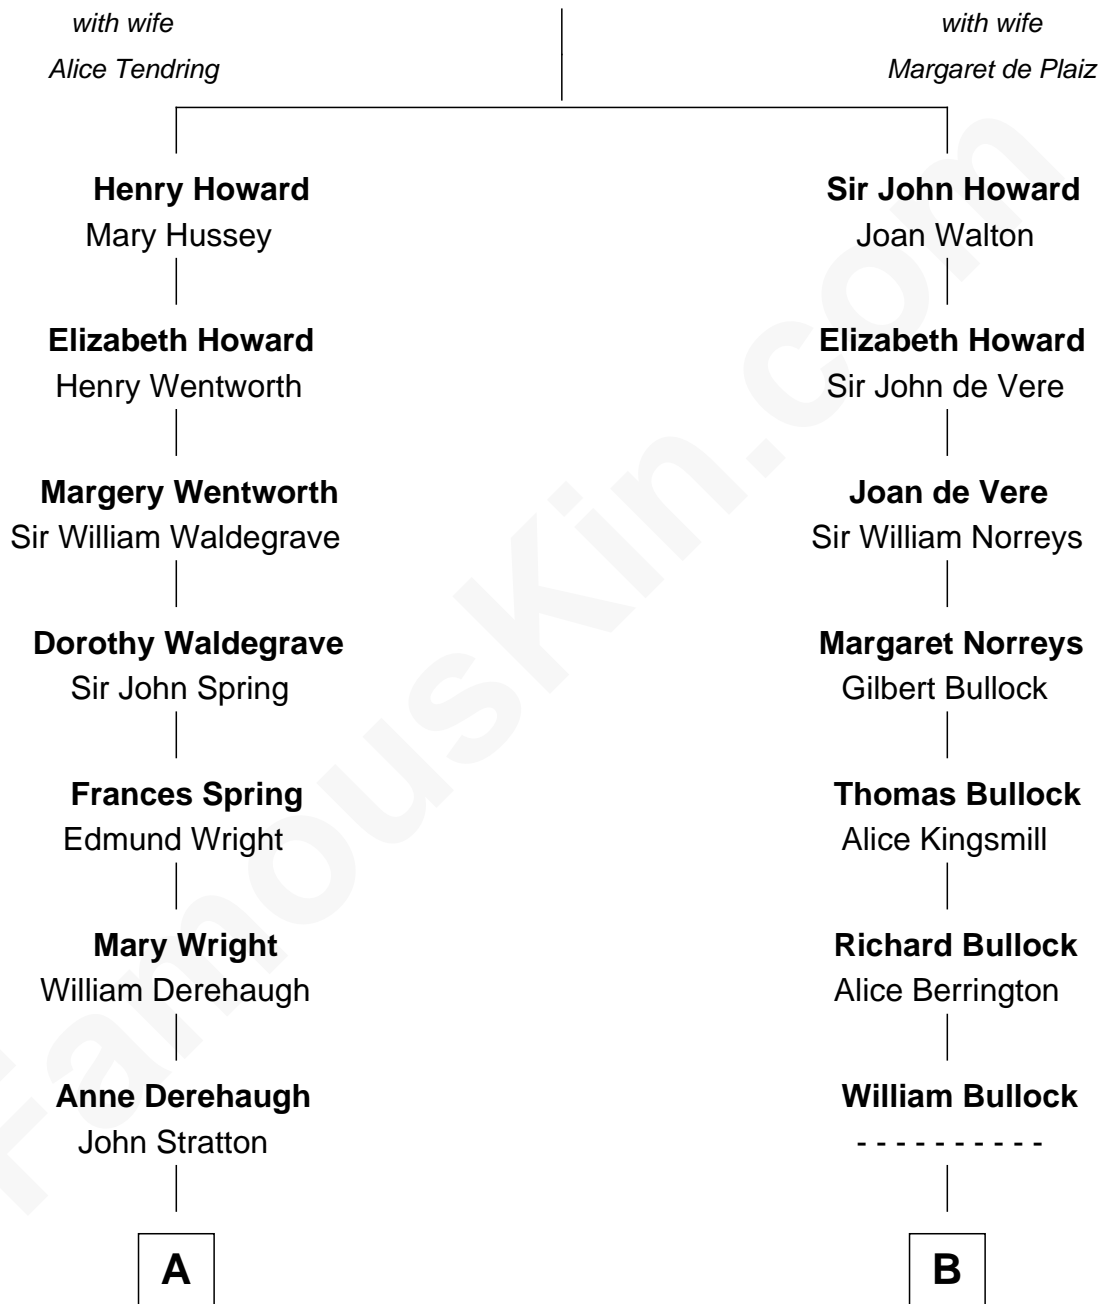 with wife
Alice Tendring
with wife
Margaret de Plaiz
Henry Howard
Mary Hussey
Sir John Howard
Joan Walton
Elizabeth Howard
Henry Wentworth
Elizabeth Howard
Sir John de Vere
Margery Wentworth
Sir William Waldegrave
Joan de Vere
Sir William Norreys
Dorothy Waldegrave
Sir John Spring
Margaret Norreys
Gilbert Bullock
Frances Spring
Edmund Wright
Thomas Bullock
Alice Kingsmill
Mary Wright
William Derehaugh
Richard Bullock
Alice Berrington
Anne Derehaugh
John Stratton
William Bullock
- - - - - - - - - -
A
B
FamousKin.com